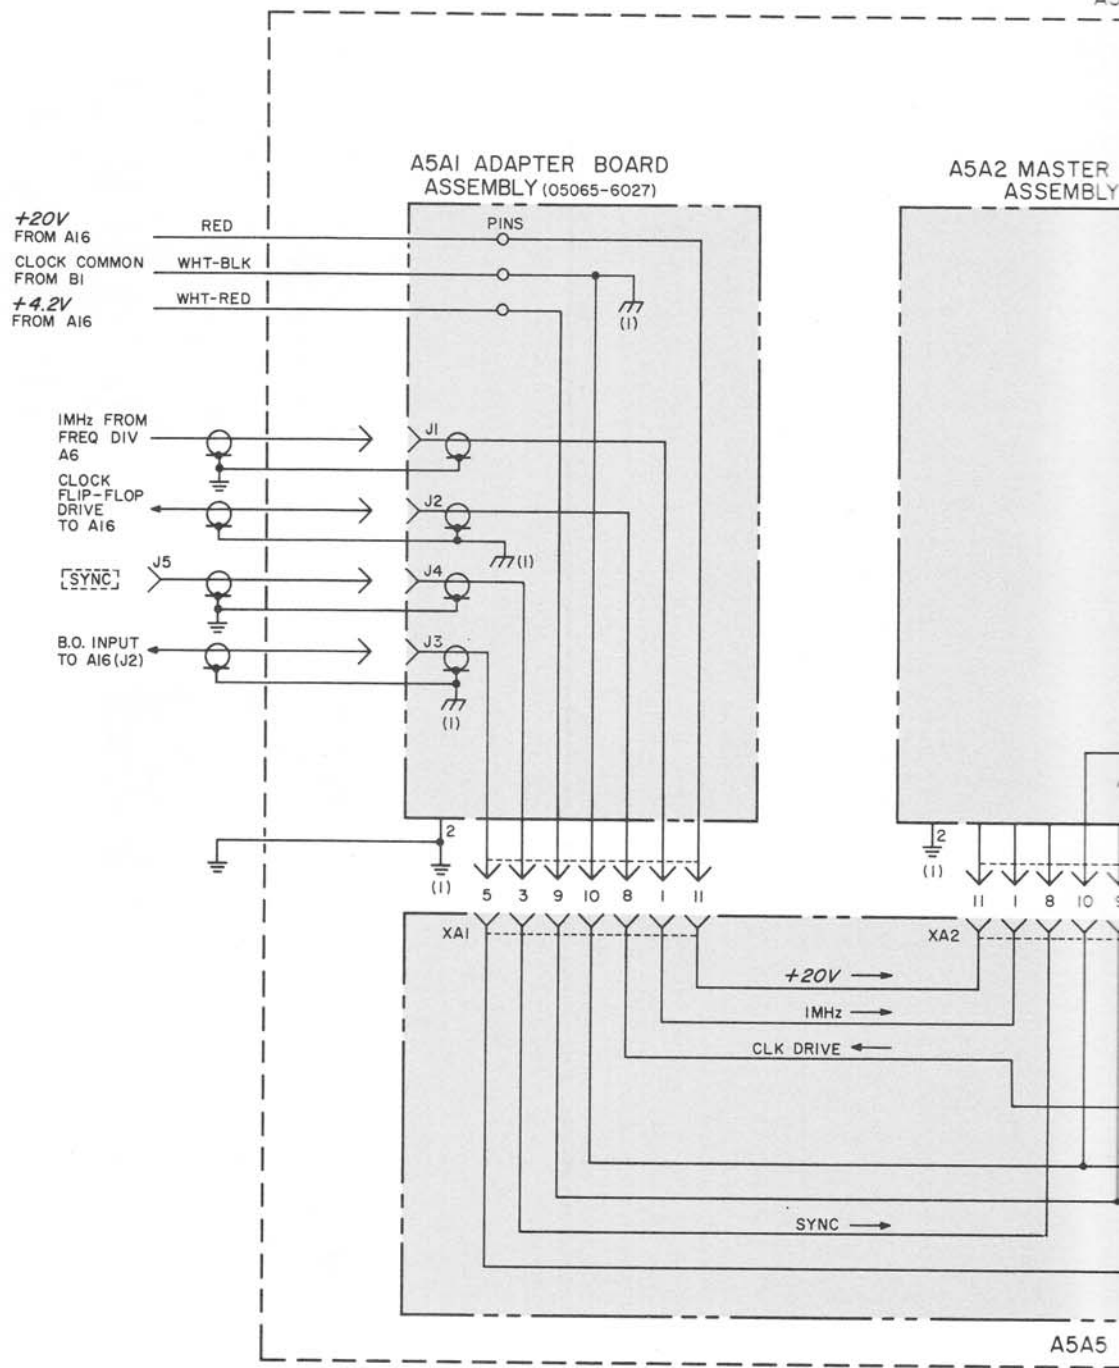 A5A1 ADAPTER BOARD
ASSEMBLY (05065-6027)
A5A2 MASTER
ASSEMBLY
+20V
FROM A16
RED
PINS
CLOCK COMMON
FROM B1
WHT-BLK
+4.2V
FROM A16
WHT-RED
(1)
1MHz FROM
FREQ DIV
A6
J1
CLOCK
FLIP-FLOP
DRIVE
TO A16
J2
(1)
SYNC
J5
J4
B.O. INPUT
TO A16(J2)
J3
(1)
2
(1)
2
(1)
5 3 9 10 8 1 11
11 1 8 10
XA1
XA2
+20V
1MHz
CLK DRIVE
SYNC
A5A5